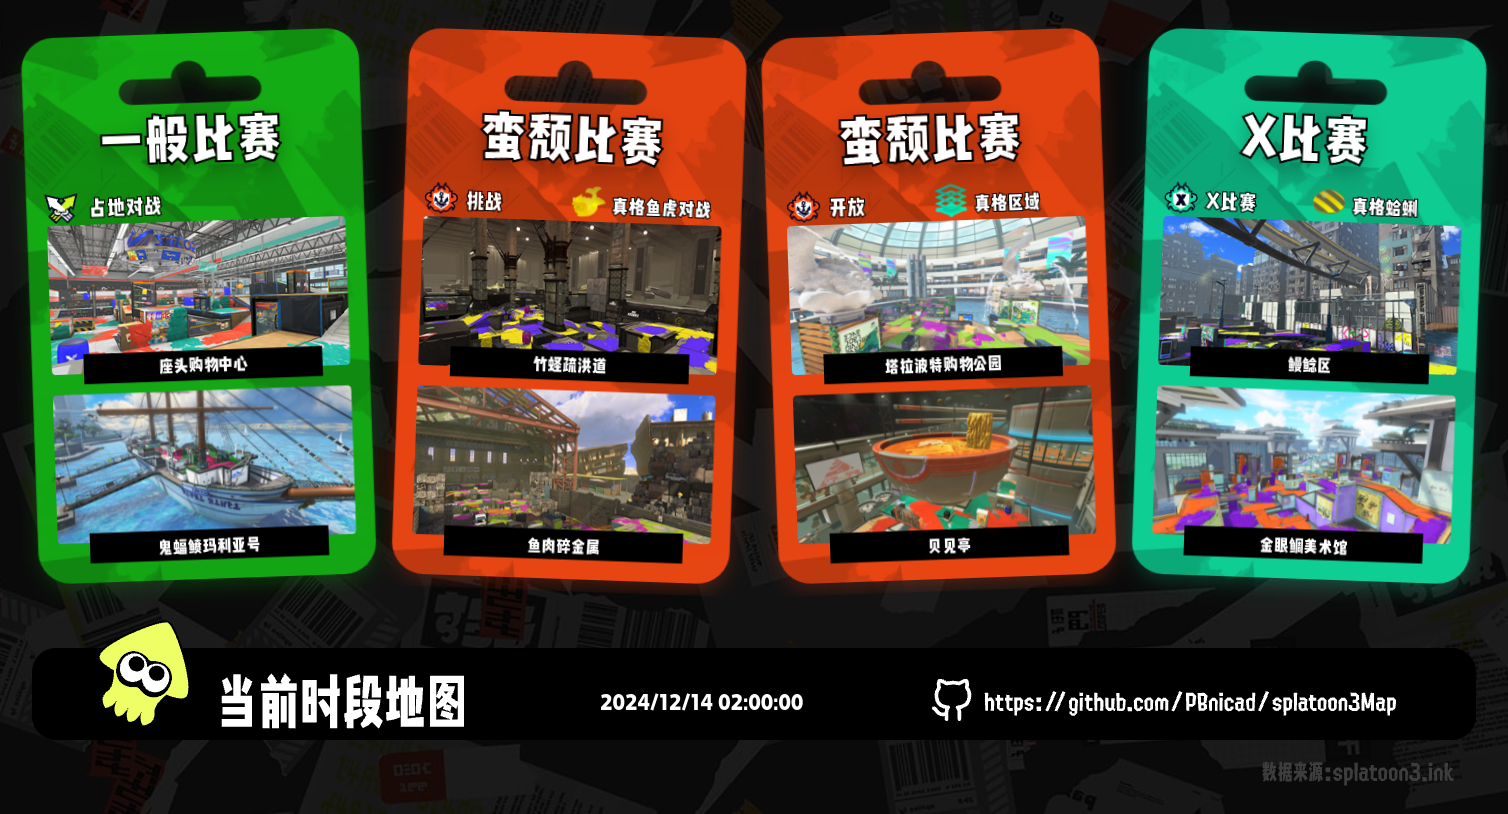 一般比赛
占地对战
座头购物中心
鬼蝠鲼玛利亚号
蛮颓比赛
挑战
真格鱼虎对战
竹蛏疏洪道
鱼肉碎金属
蛮颓比赛
开放
真格区域
塔拉波特购物公园
贝见亭
X比赛
X比赛
真格蛤蜊
鳗鲶区
金眼鲷美术馆
当前时段地图
2024/12/14 02:00:00
https://github.com/PBnicad/splatoon3Map
数据来源:splatoon3.ink